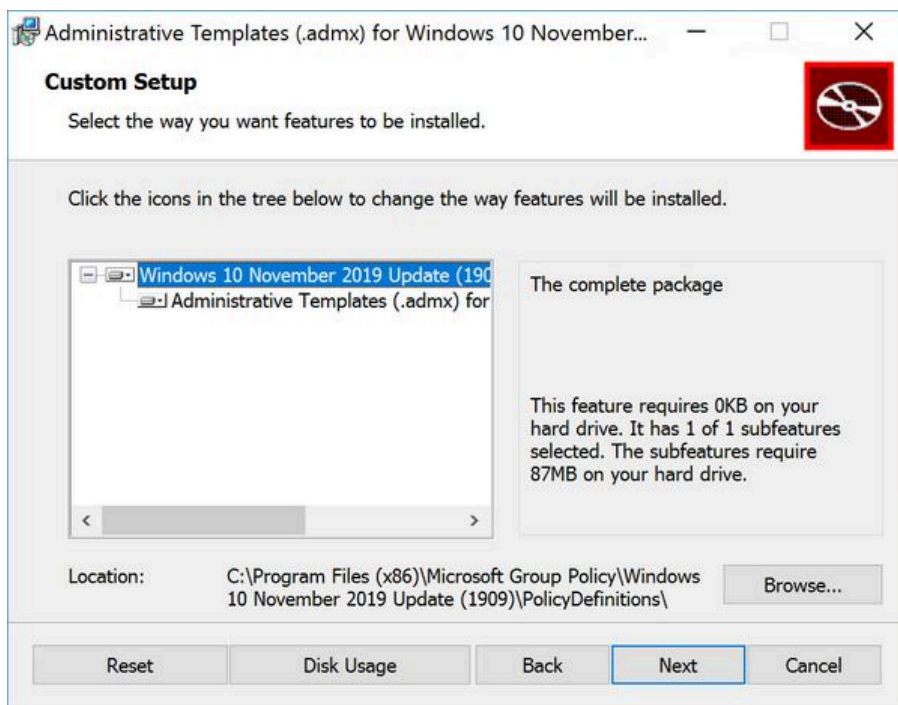 Administrative Templates (.admx) for Windows 10 November...
Custom Setup
Select the way you want features to be installed.
Click the icons in the tree below to change the way features will be installed.
Windows 10 November 2019 Update (190
Administrative Templates (.admx) for
The complete package
This feature requires 0KB on your
hard drive. It has 1 of 1 subfeatures
selected. The subfeatures require
87MB on your hard drive.
Location:
C:\Program Files (x86)\Microsoft Group Policy\Windows
10 November 2019 Update (1909)\PolicyDefinitions\
Browse...
Reset
Disk Usage
Back
Next
Cancel